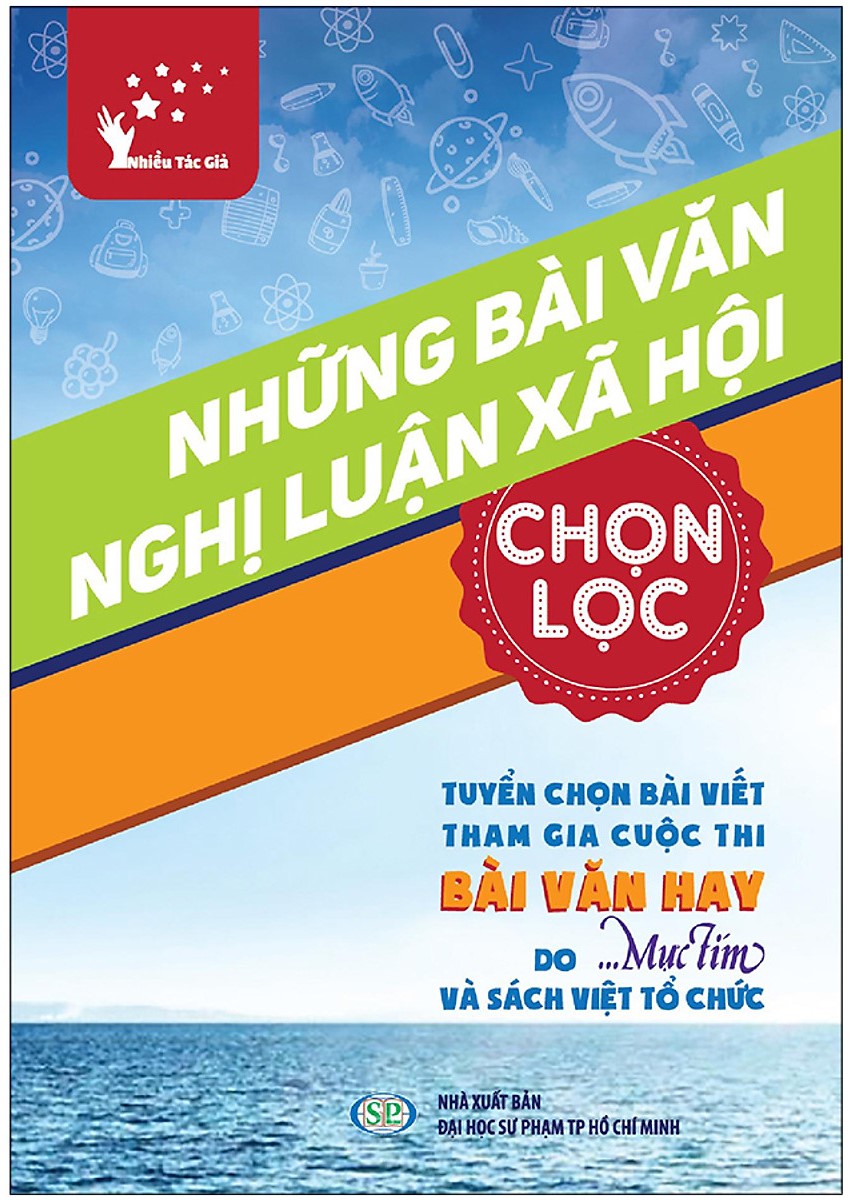 Nhiều Tác Giả
NHỮNG BÀI VĂN
NGHỊ LUẬN XÃ HỘI
CHỌN
LỌC
TUYỂN CHỌN BÀI VIẾT
THAM GIA CUỘC THI
BÀI VĂN HAY
DO ...Mực Tím
VÀ SÁCH VIỆT TỔ CHỨC
SP
NHÀ XUẤT BẢN
ĐẠI HỌC SƯ PHẠM TP HỒ CHÍ MINH